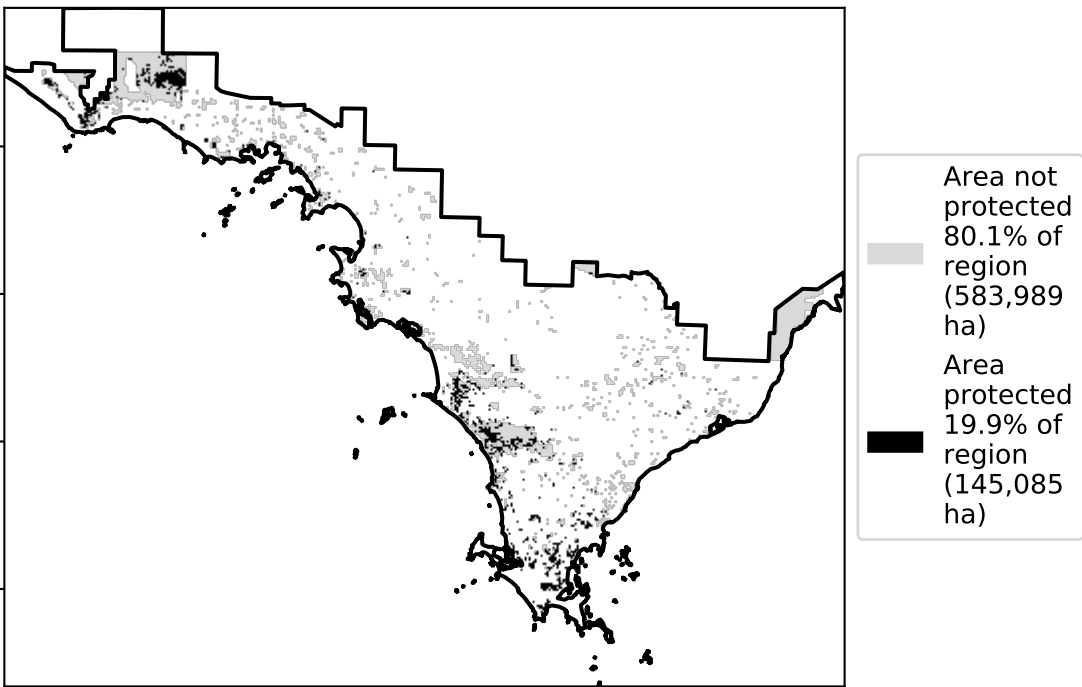 Area not
protected
80.1% of
region
(583,989
ha)
Area
protected
19.9% of
region
(145,085
ha)